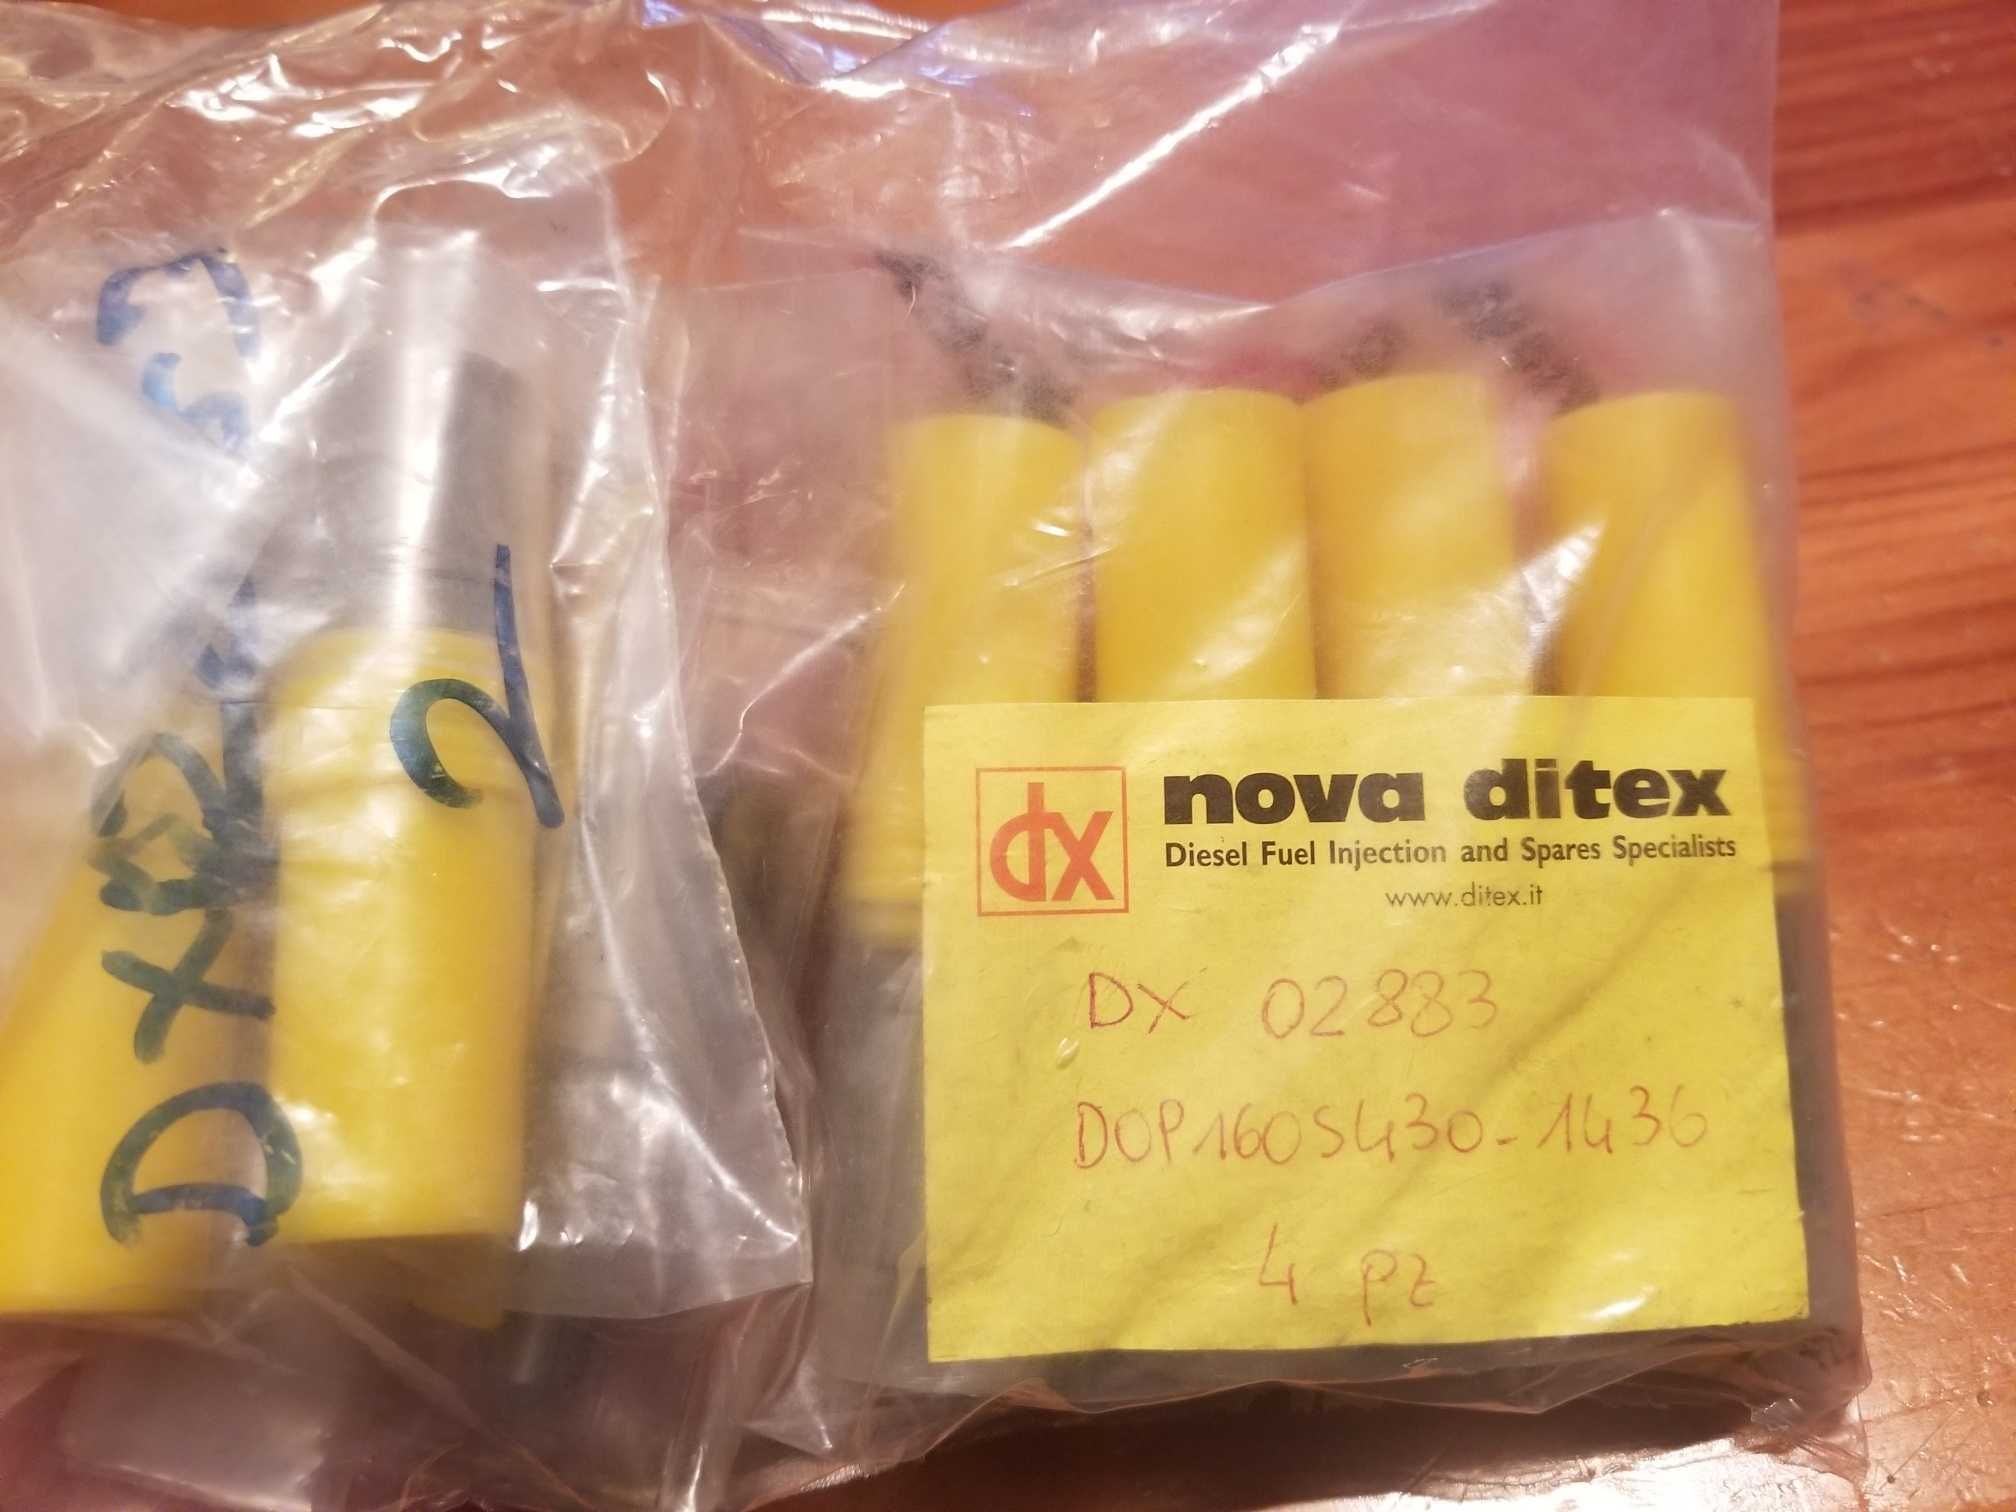 dx
nova ditex
Diesel Fuel Injection and Spares Specialists
www.ditex.it
DX 02883
DOP160S430-1436
4 pz